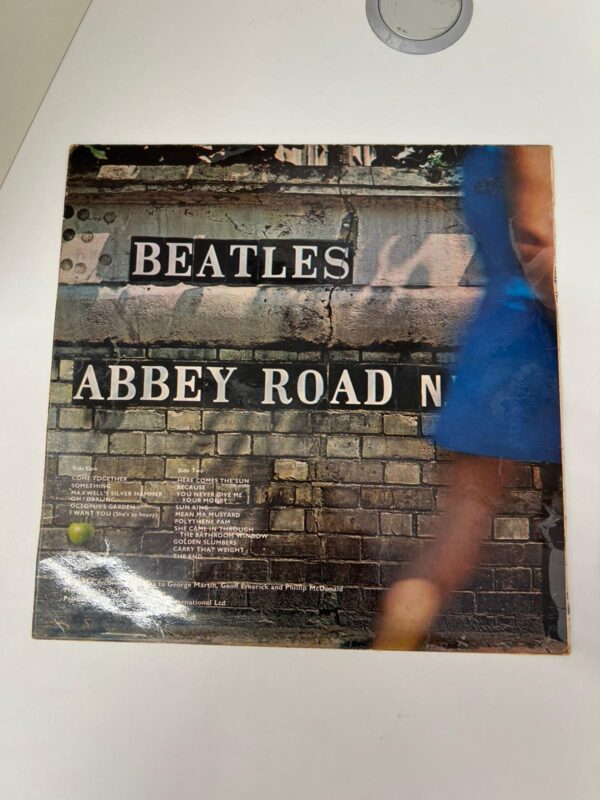 BEATLES
ABBEY ROAD N
Side One
COME TOGETHER
SOMETHING
MAXWELL'S SILVER HAMMER
OH! DARLING
OCTOPUS'S GARDEN
I WANT YOU (She's so heavy)
Side Two
HERE COMES THE SUN
BECAUSE
YOU NEVER GIVE ME
YOUR MONEY
SUN KING
MEAN MR MUSTARD
POLYTHENE PAM
SHE CAME IN THROUGH
THE BATHROOM WINDOW
GOLDEN SLUMBERS
CARRY THAT WEIGHT
THE END
to George Martin, Geoff Emerick and Phillip McDonald
Ltd